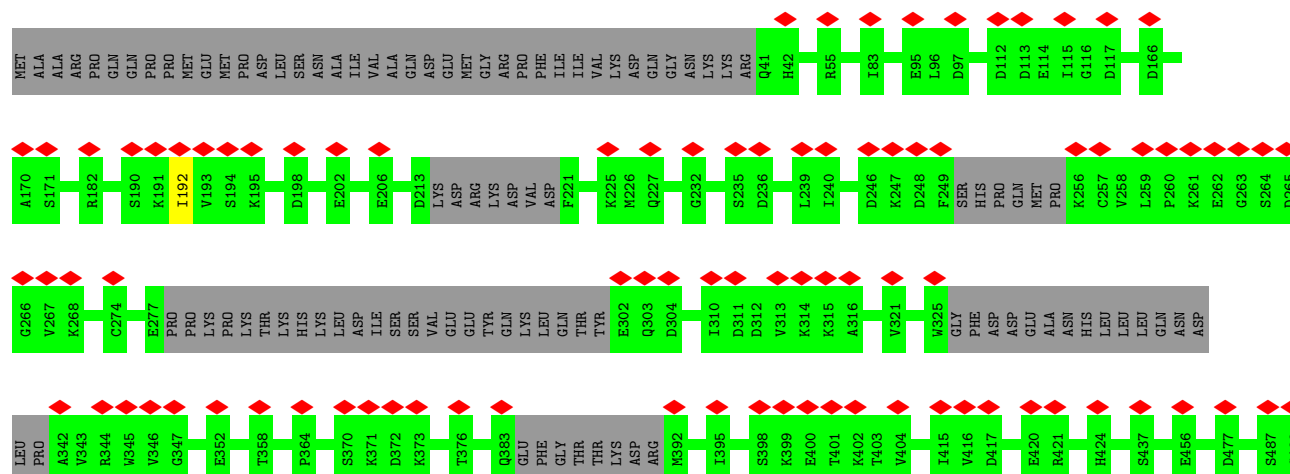 MET ALA ALA ARG PRO GLN GLN PRO PRO MET GLU MET PRO ASP LEU SER ASN ALA ILE VAL ALA GLN ASP GLU MET GLY ARG PRO PHE ILE ILE VAL LYS ASP GLN GLY ASN LYS LYS ARG Q41 H42 R55 I83 E95 L96 D97 D112 D113 E114 I115 G116 D117 D166
A170 S171 R182 S190 K191 I192 V193 S194 K195 D198 E202 E206 D213 LYS ASP ARG LYS ASP VAL ASP F221 K225 M226 Q227 G232 S235 D236 L239 I240 D246 K247 D248 F249 SER HIS PRO GLN MET PRO K256 C257 V258 L259 P260 K261 E262 G263 S264 D265
G266 V267 K268 C274 E277 PRO PRO LYS PRO LYS THR LYS HIS LYS LEU ASP ILE SER SER VAL GLU GLU TYR GLN LYS LEU GLN THR TYR E302 Q303 D304 I310 D311 D312 V313 K314 K315 A316 V321 W325 GLY PHE ASP ASP GLU ALA ASN HIS LEU LEU LEU GLN ASN ASP
LEU PRO A342 V343 R344 W345 V346 G347 E352 T358 P364 S370 K371 D372 K373 T376 Q383 GLU PHE GLY THR THR LYS ASP ARG M392 I395 S398 K399 E400 T401 K402 T403 V404 I415 V416 D417 E420 R421 H424 S437 E456 D477 S487